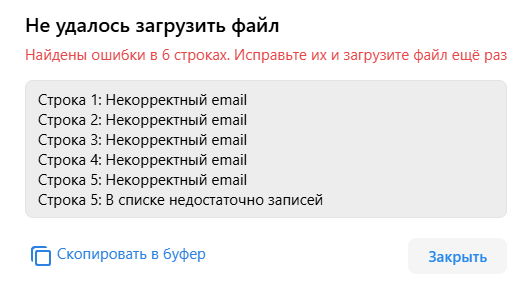 Не удалось загрузить файл
Найдены ошибки в 6 строках. Исправьте их и загрузите файл ещё раз
Строка 1: Некорректный email
Строка 2: Некорректный email
Строка 3: Некорректный email
Строка 4: Некорректный email
Строка 5: Некорректный email
Строка 5: В списке недостаточно записей
Скопировать в буфер
Закрыть